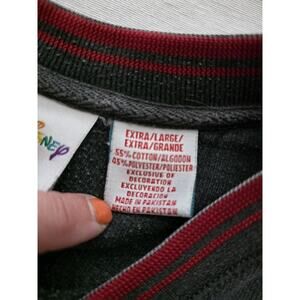 DISNEY
EXTRA/LARGE/
EXTRA/GRANDE
55% COTTON/ALGODON
45% POLYESTER/POLIESTER
EXCLUSIVE OF
DECORATION
EXCLUYENDO LA
DECORACION
MADE IN PAKISTAN
HECHO EN PAKISTAN